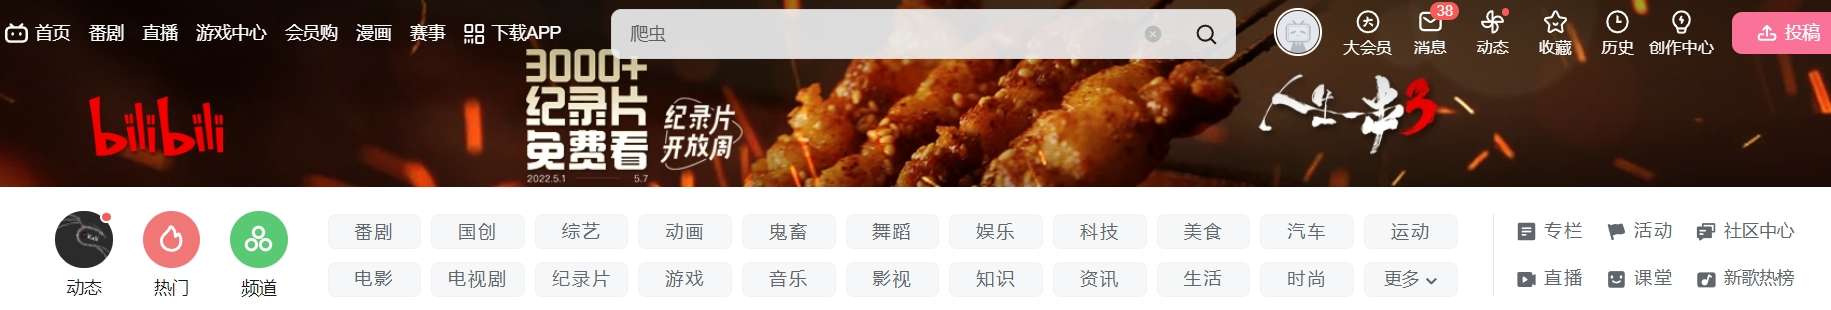 首页 番剧 直播 游戏中心 会员购 漫画 赛事 下载APP 爬虫 大会员 消息 38 动态 收藏 历史 创作中心 投稿
bilibili
3000+
纪录片
免费看
2022.5.1 5.7
纪录片
开放周
人生一串3
动态 热门 频道
番剧 国创 综艺 动画 鬼畜 舞蹈 娱乐 科技 美食 汽车 运动
电影 电视剧 纪录片 游戏 音乐 影视 知识 资讯 生活 时尚 更多
专栏 活动 社区中心
直播 课堂 新歌热榜